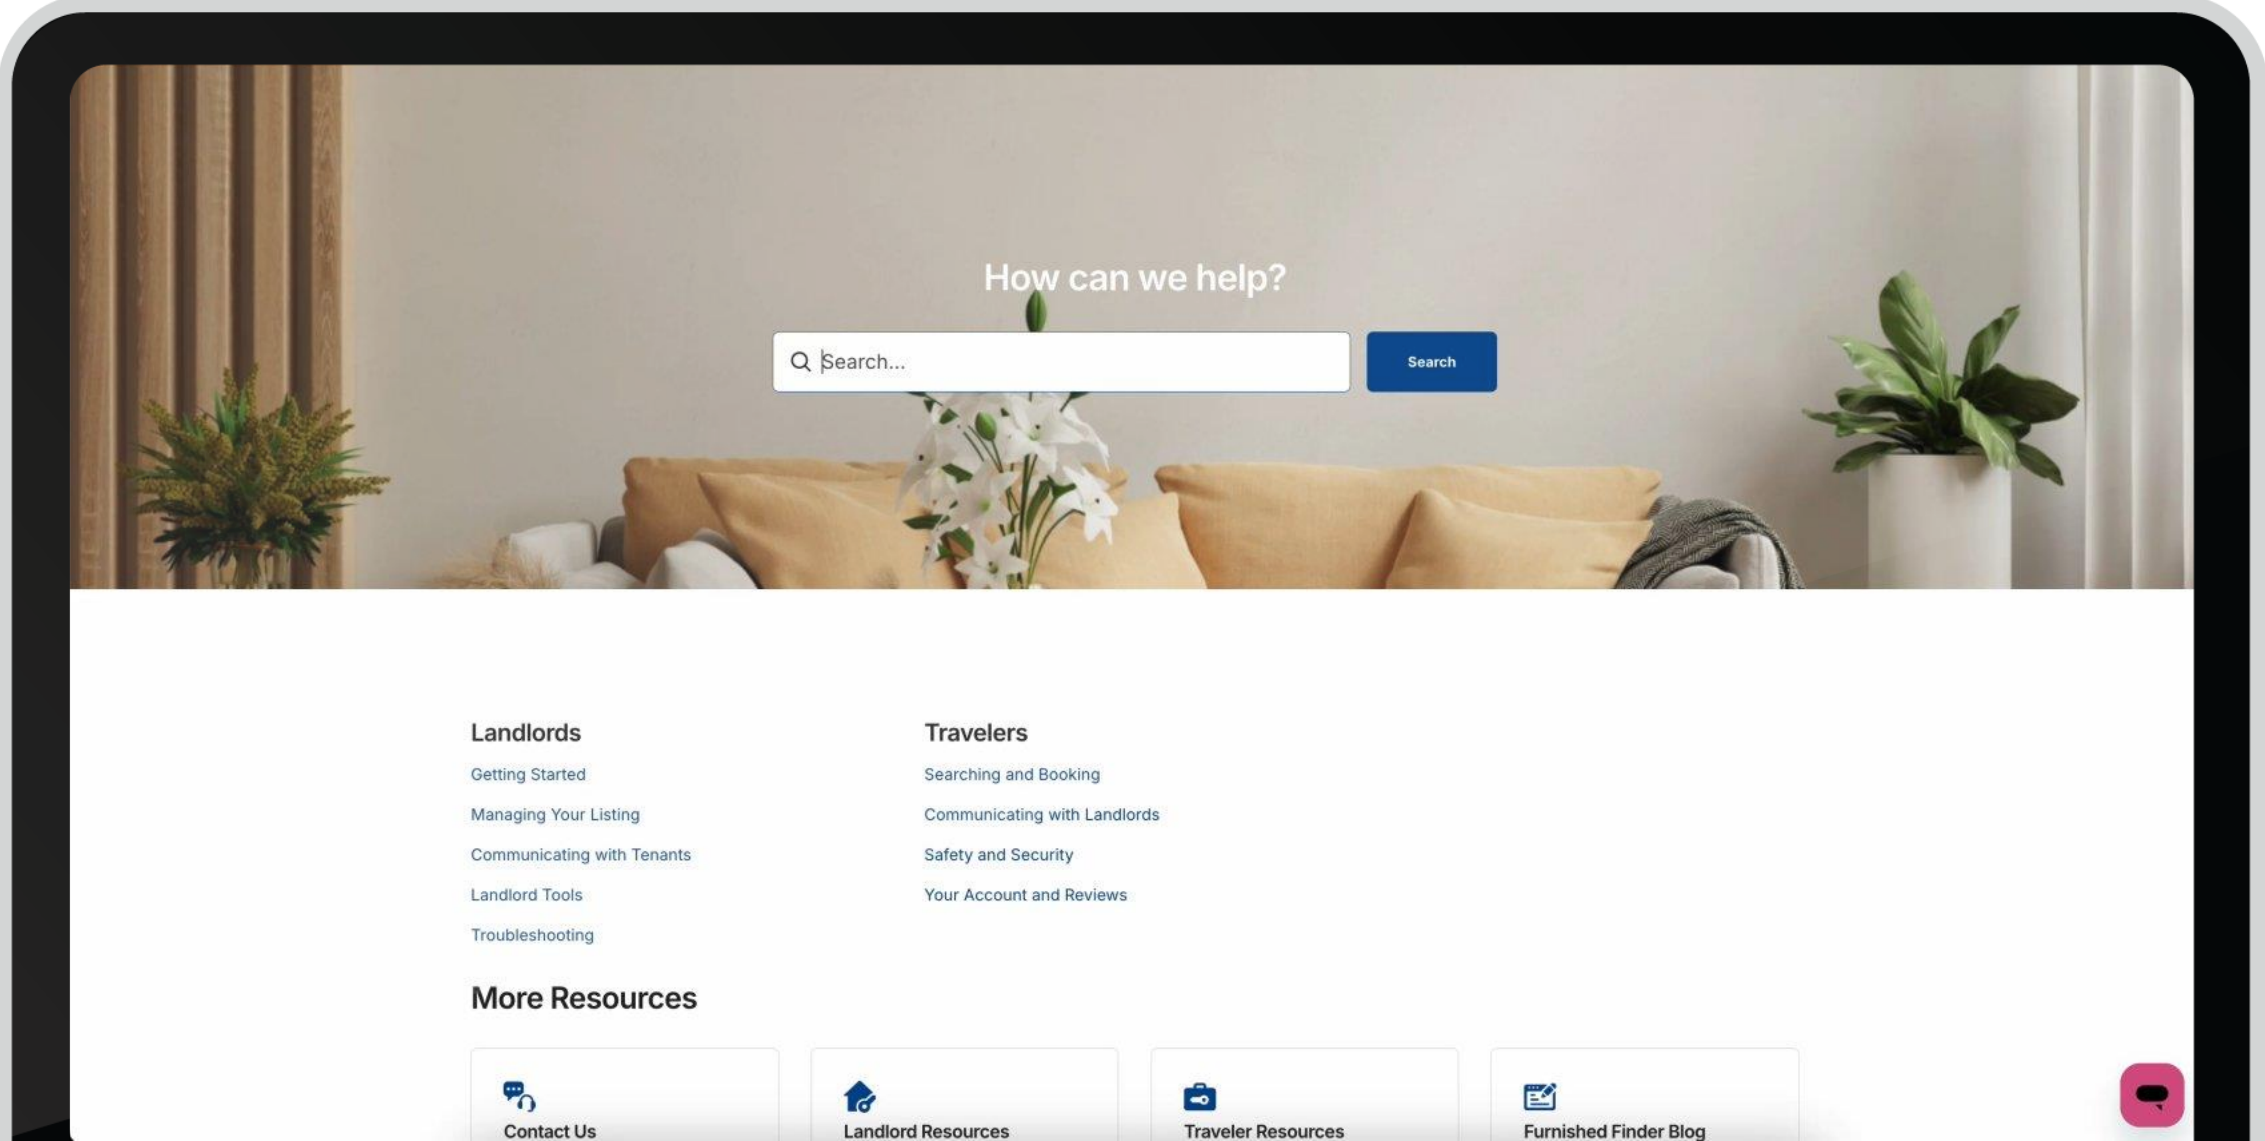 How can we help?
Search...
Search
Landlords
Getting Started
Managing Your Listing
Communicating with Tenants
Landlord Tools
Troubleshooting
Travelers
Searching and Booking
Communicating with Landlords
Safety and Security
Your Account and Reviews
More Resources
Contact Us
Landlord Resources
Traveler Resources
Furnished Finder Blog